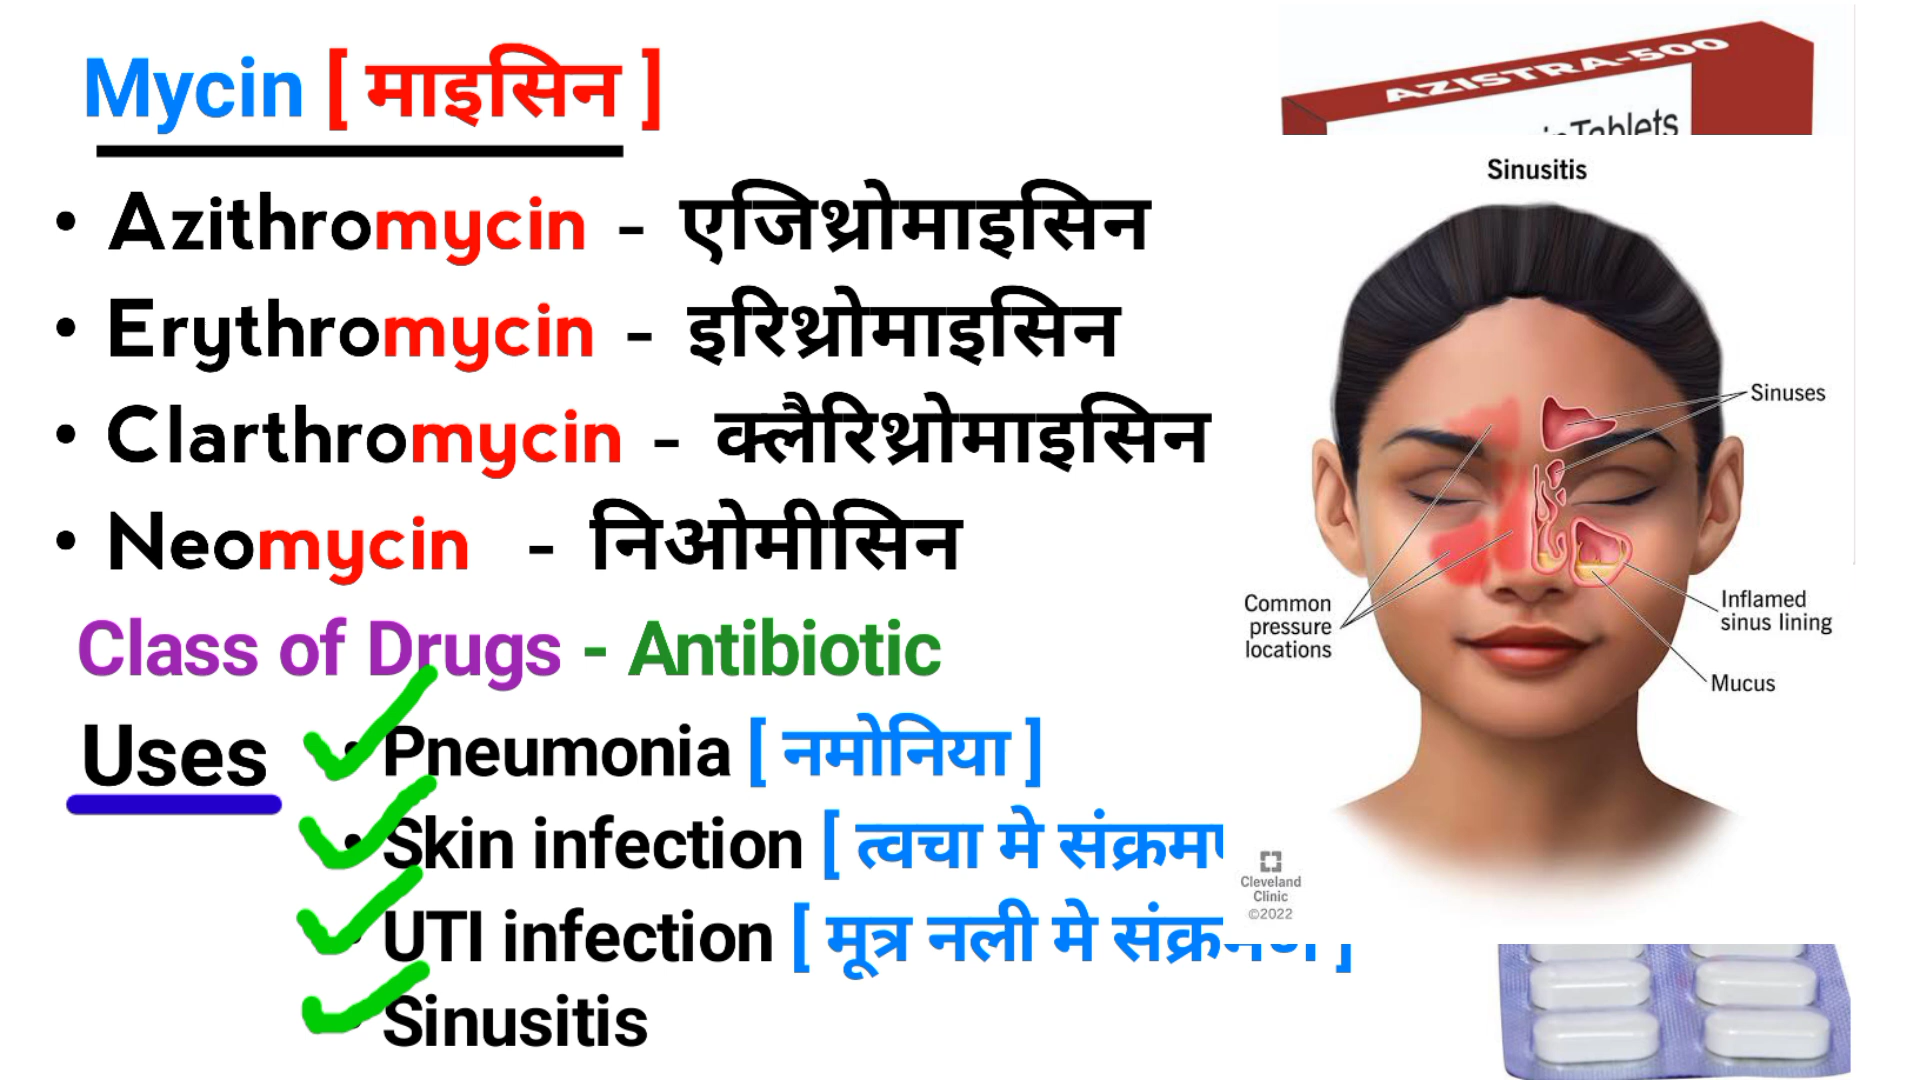 Mycin [ माइसिन ]
• Azithromycin - एजिथ्रोमाइसिन
• Erythromycin - इरिथ्रोमाइसिन
• Clarthromycin - क्लैरिथ्रोमाइसिन
• Neomycin - निओमीसिन
Class of Drugs - Antibiotic
Uses
• Pneumonia [ नमोनिया ]
• Skin infection [ त्वचा मे
• UTI infection [ मूत्र नली मे ]
• Sinusitis
AZISTRA-500
Tablets
Sinusitis
Sinuses
Common
pressure
locations
Inflamed
sinus lining
Mucus
Cleveland
Clinic
©2022